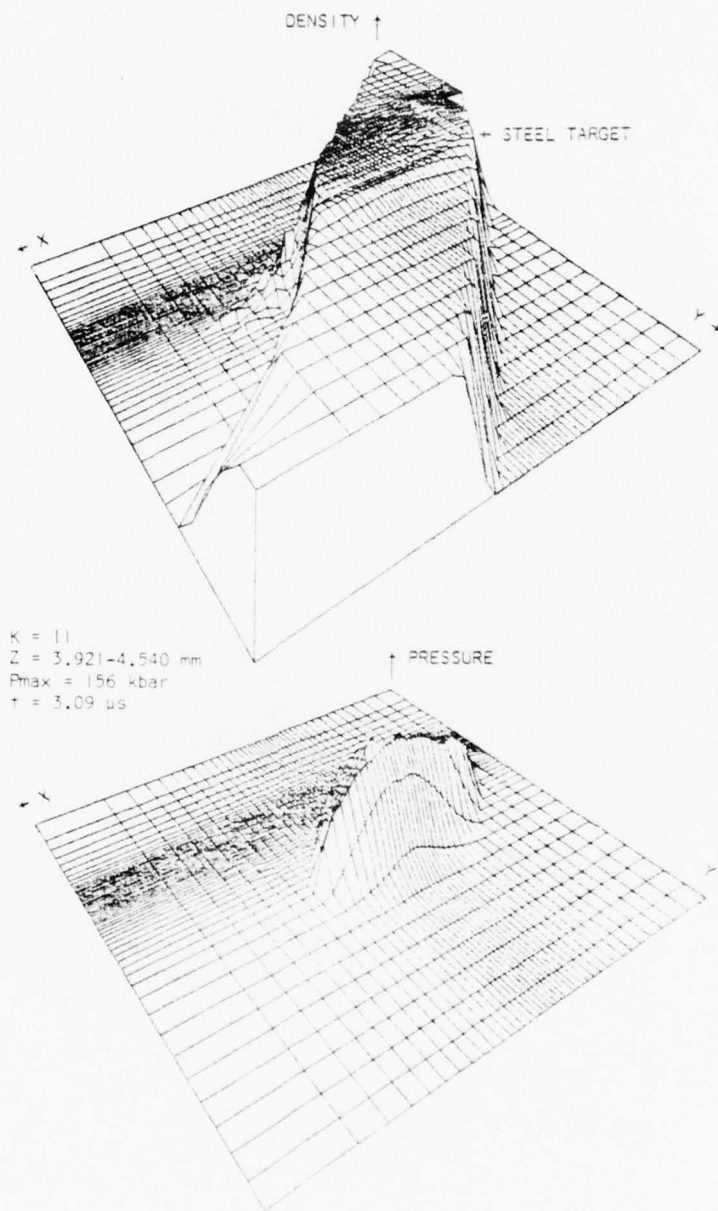 DENSITY ↑
← STEEL TARGET
← X
Y →
K = 11
Z = 3.921-4.540 mm
Pmax = 156 kbar
t = 3.09 µs
↑ PRESSURE
← X
Y →